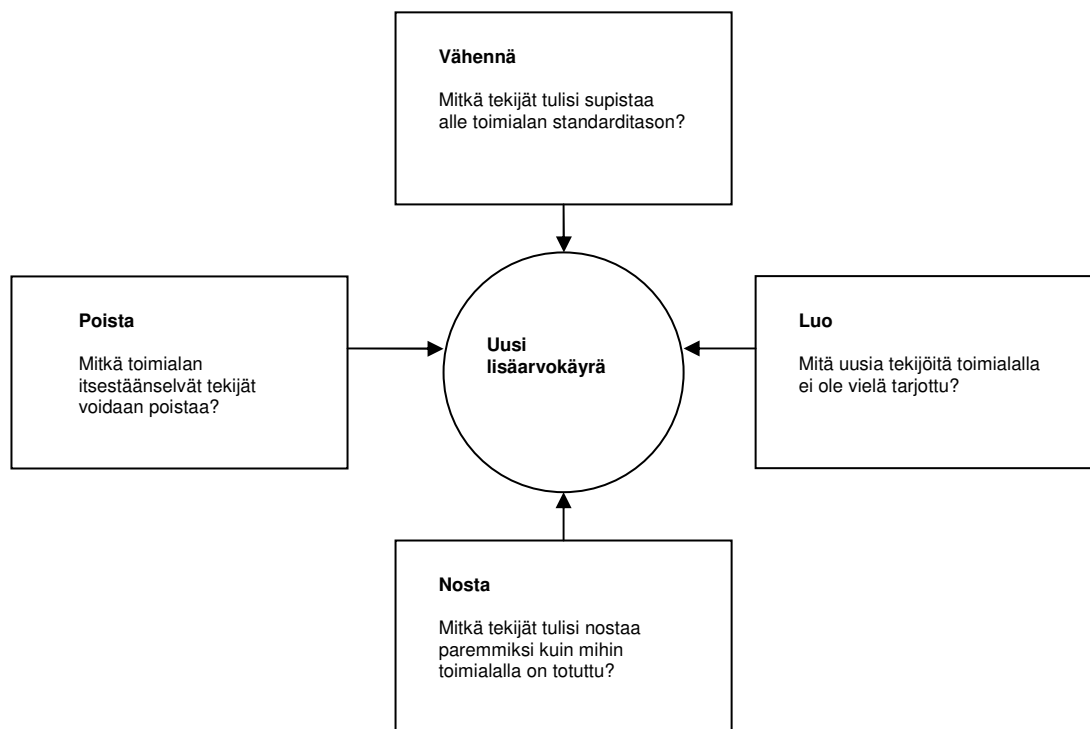 Vähennä
Mitkä tekijät tulisi supistaa
alle toimialan standarditason?
Poista
Mitkä toimialan
itsestäänselvät tekijät
voidaan poistaa?
Uusi
lisäarvokäyrä
Luo
Mitä uusia tekijöitä toimialalla
ei ole vielä tarjottu?
Nosta
Mitkä tekijät tulisi nostaa
paremmiksi kuin mihin
toimialalla on totuttu?